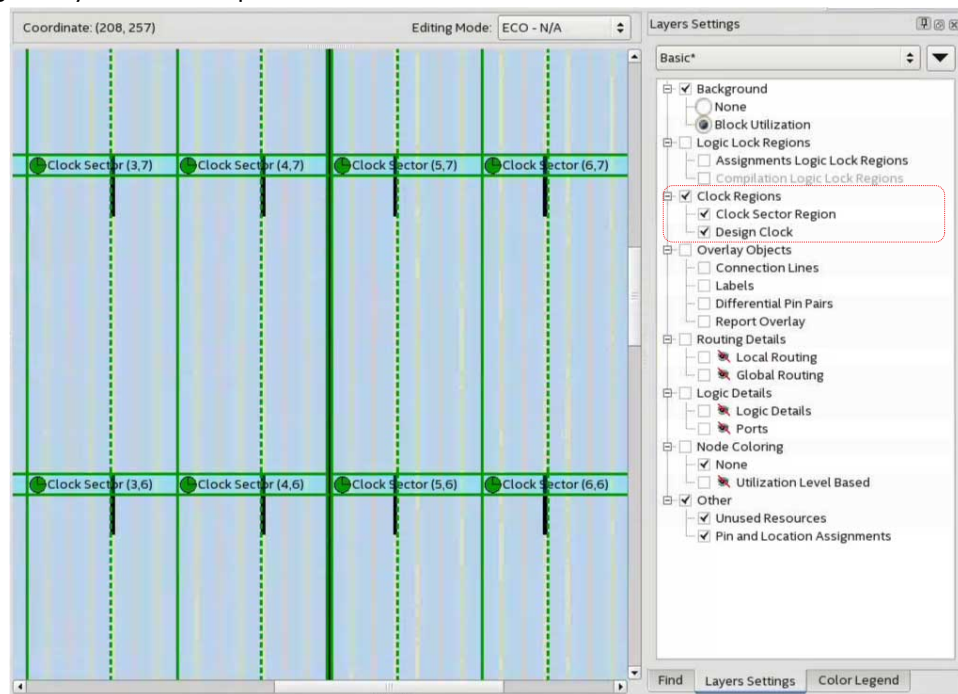 Coordinate: (208, 257)
Editing Mode: ECO - N/A
Clock Sector (3,7)
Clock Sector (4,7)
Clock Sector (5,7)
Clock Sector (6,7)
Clock Sector (3,6)
Clock Sector (4,6)
Clock Sector (5,6)
Clock Sector (6,6)
Layers Settings
Basic*
Background
None
Block Utilization
Logic Lock Regions
Assignments Logic Lock Regions
Compilation Logic Lock Regions
Clock Regions
Clock Sector Region
Design Clock
Overlay Objects
Connection Lines
Labels
Differential Pin Pairs
Report Overlay
Routing Details
Local Routing
Global Routing
Logic Details
Logic Details
Ports
Node Coloring
None
Utilization Level Based
Other
Unused Resources
Pin and Location Assignments
Find Layers Settings Color Legend